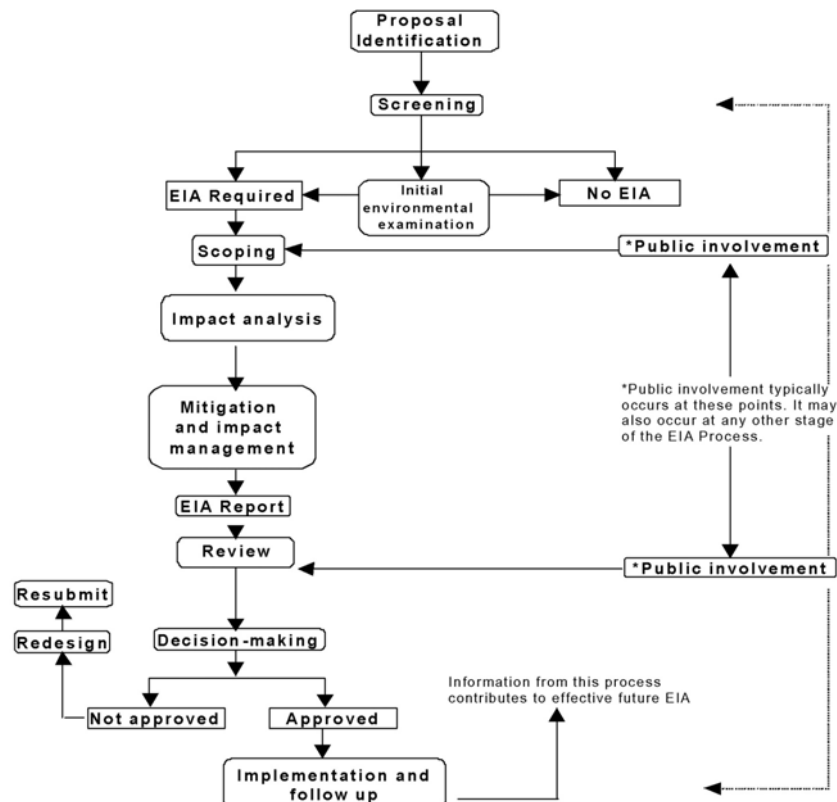 Proposal
Identification
Screening
EIA Required
Initial
environmental
examination
No EIA
Scoping
*Public involvement
Impact analysis
*Public involvement typically
occurs at these points. It may
also occur at any other stage
of the EIA Process.
Mitigation
and impact
management
EIA Report
Review
*Public involvement
Resubmit
Redesign
Decision-making
Information from this process
contributes to effective future EIA
Not approved
Approved
Implementation and
follow up